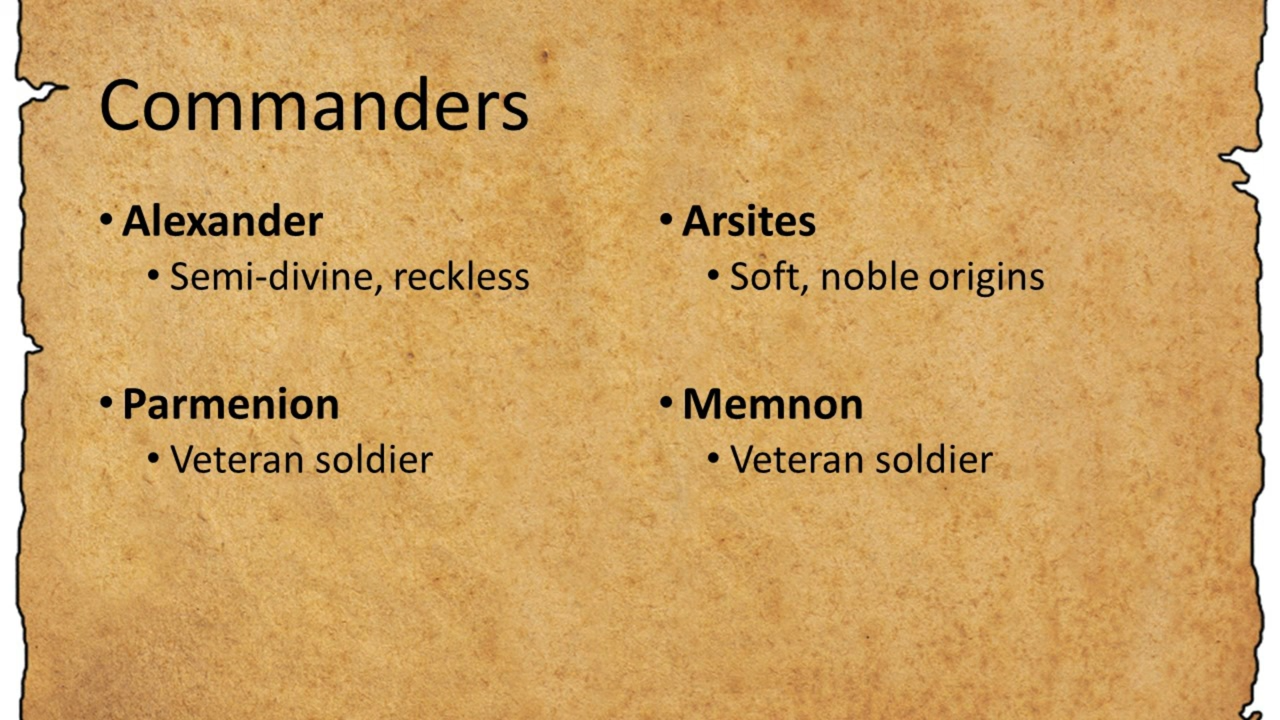 Commanders
• Alexander
• Semi-divine, reckless
• Parmenion
• Veteran soldier
• Arsites
• Soft, noble origins
• Memnon
• Veteran soldier